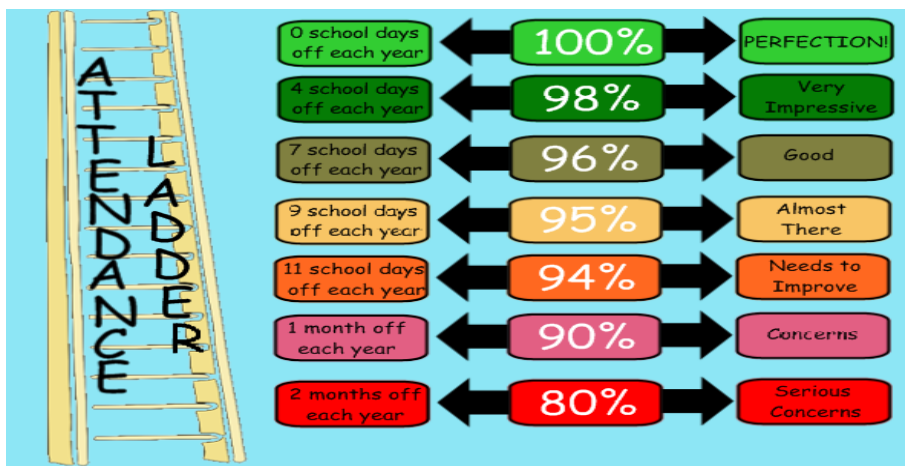 ATTENDANCE
LADDER
0 school days
off each year
100%
PERFECTION!
4 school days
off each year
98%
Very
Impressive
7 school days
off each year
96%
Good
9 school days
off each year
95%
Almost
There
11 school days
off each year
94%
Needs to
Improve
1 month off
each year
90%
Concerns
2 months off
each year
80%
Serious
Concerns